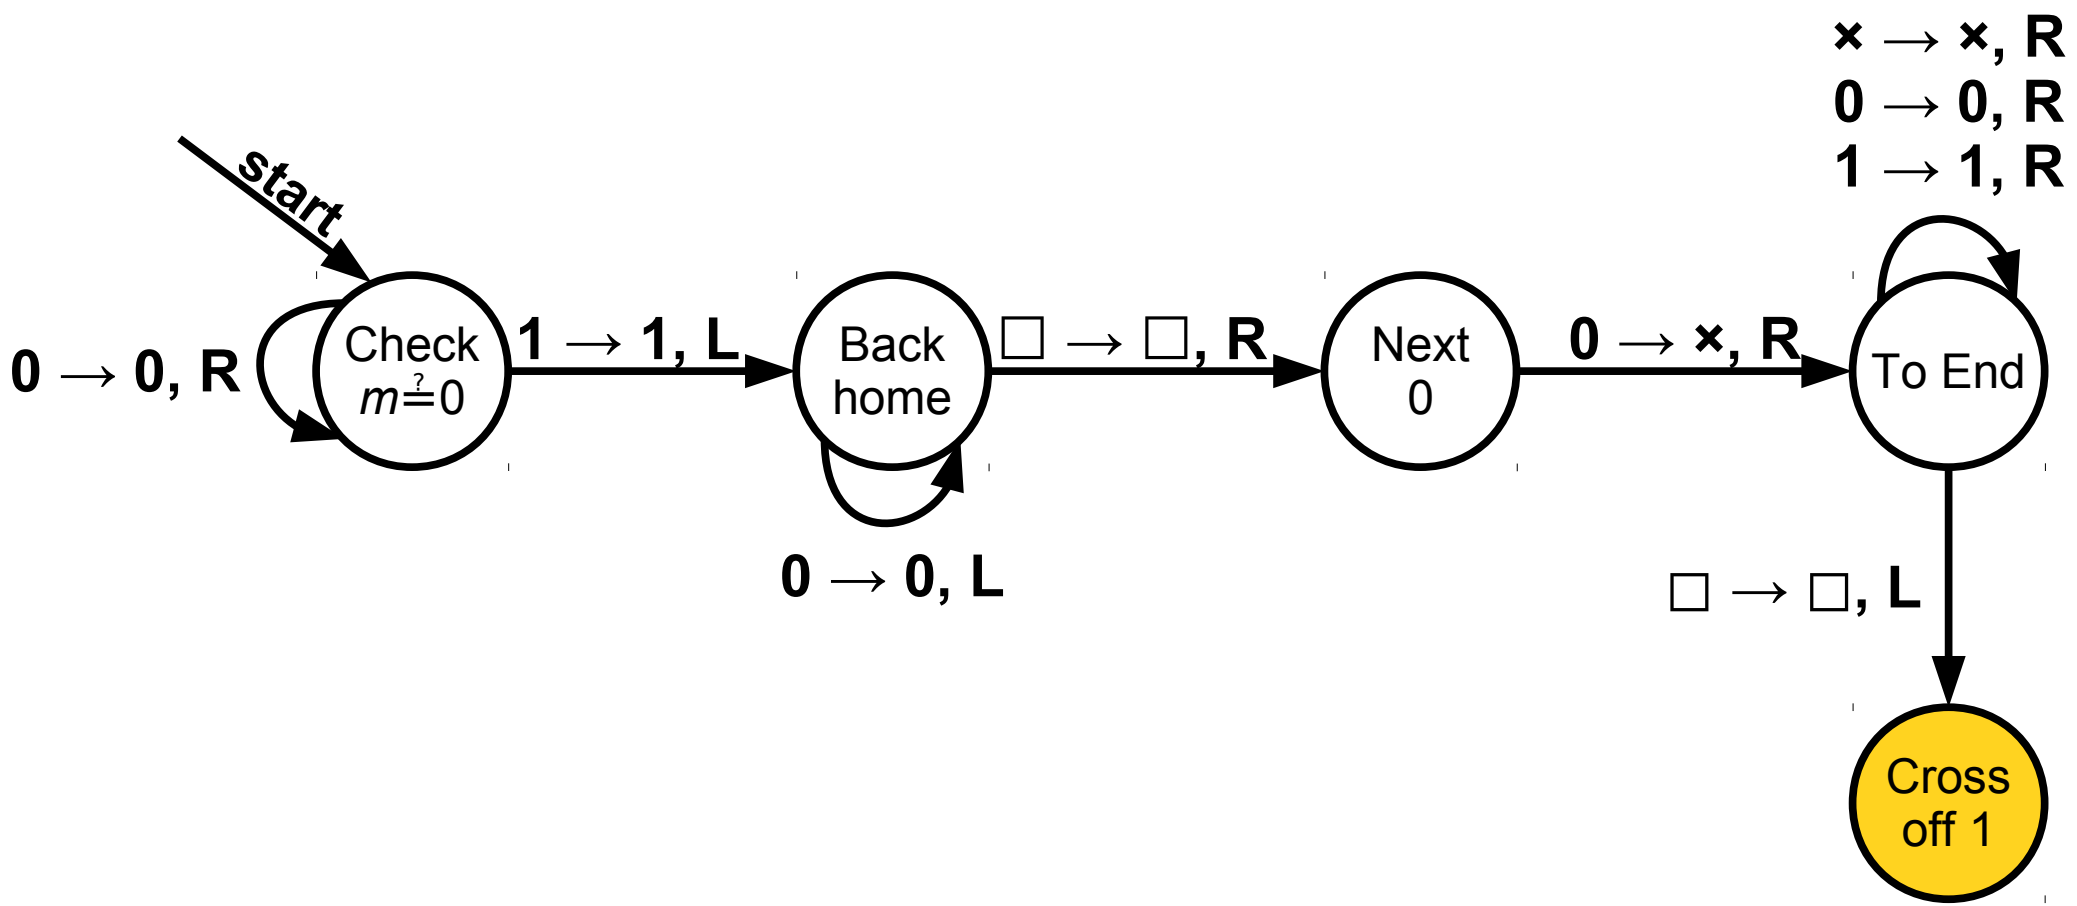 × → ×, R
0 → 0, R
1 → 1, R
start
0 → 0, R
Check
m≟0
1 → 1, L
Back
home
□ → □, R
Next
0
0 → ×, R
To End
0 → 0, L
□ → □, L
Cross
off 1